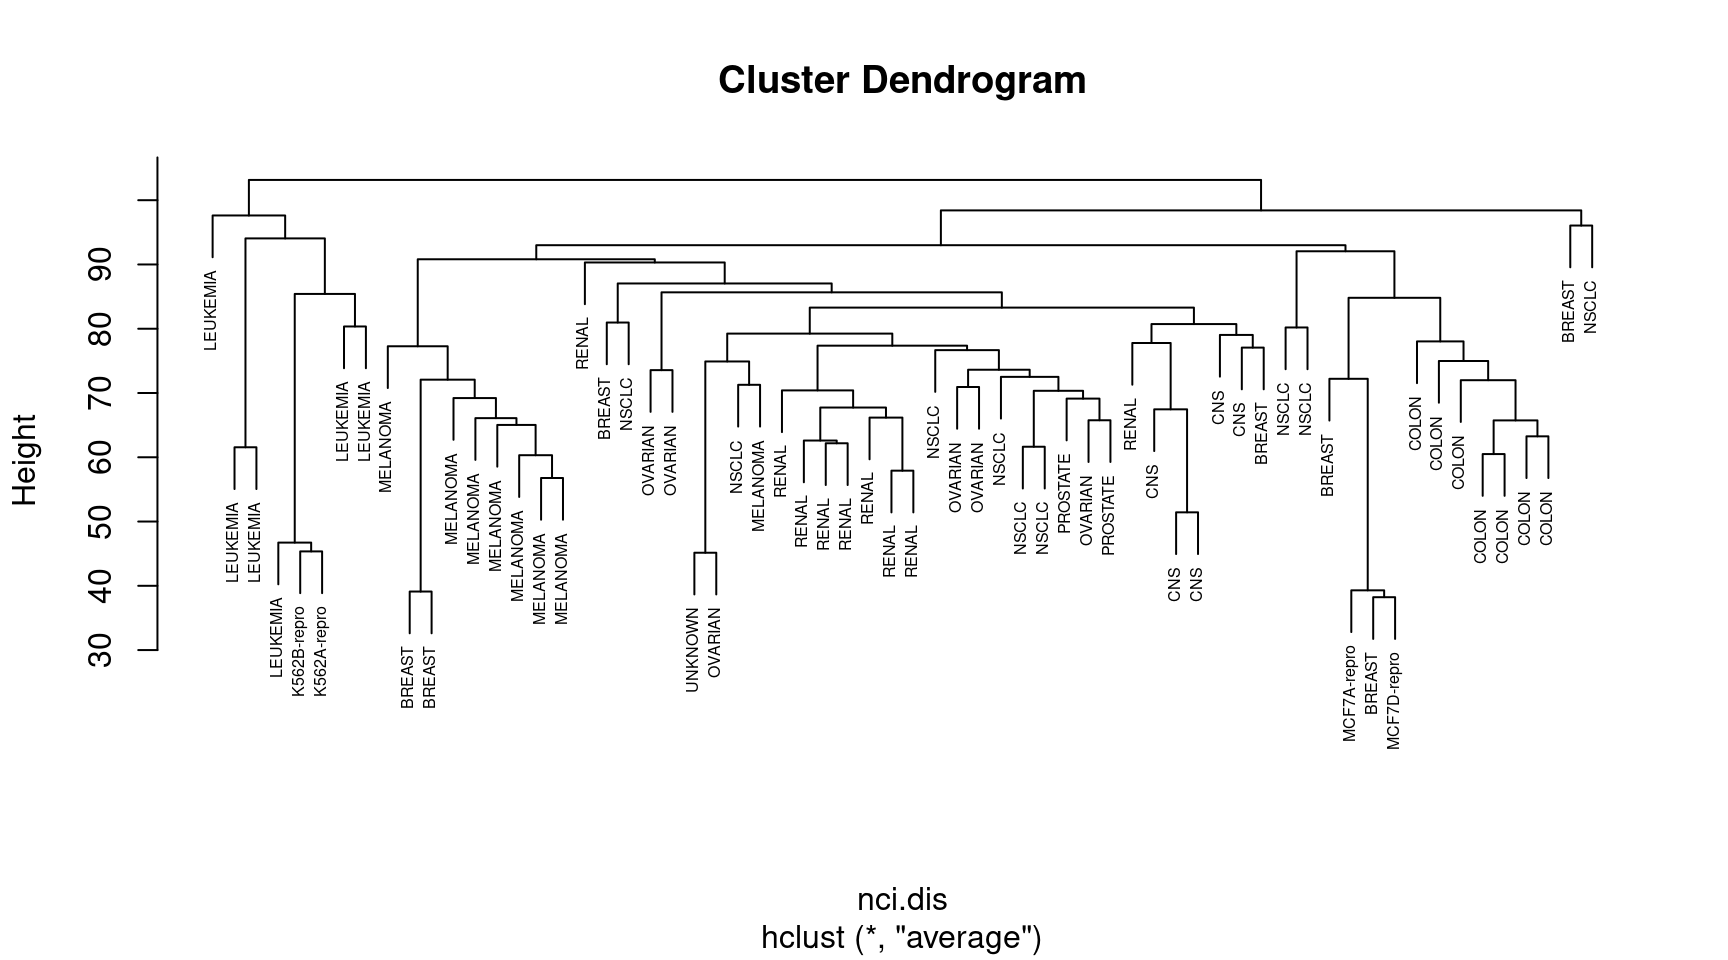 Cluster Dendrogram
Height
90
80
70
60
50
40
30
LEUKEMIA
LEUKEMIA
LEUKEMIA
LEUKEMIA
K562B-repro
K562A-repro
LEUKEMIA
LEUKEMIA
MELANOMA
BREAST
BREAST
MELANOMA
MELANOMA
MELANOMA
MELANOMA
MELANOMA
MELANOMA
RENAL
BREAST
NSCLC
OVARIAN
OVARIAN
UNKNOWN
OVARIAN
NSCLC
MELANOMA
RENAL
RENAL
RENAL
RENAL
RENAL
RENAL
RENAL
NSCLC
OVARIAN
OVARIAN
NSCLC
NSCLC
NSCLC
PROSTATE
OVARIAN
PROSTATE
RENAL
CNS
CNS
CNS
CNS
CNS
BREAST
NSCLC
NSCLC
BREAST
MCF7A-repro
BREAST
MCF7D-repro
COLON
COLON
COLON
COLON
COLON
COLON
COLON
BREAST
NSCLC
nci.dis
hclust (*, "average")